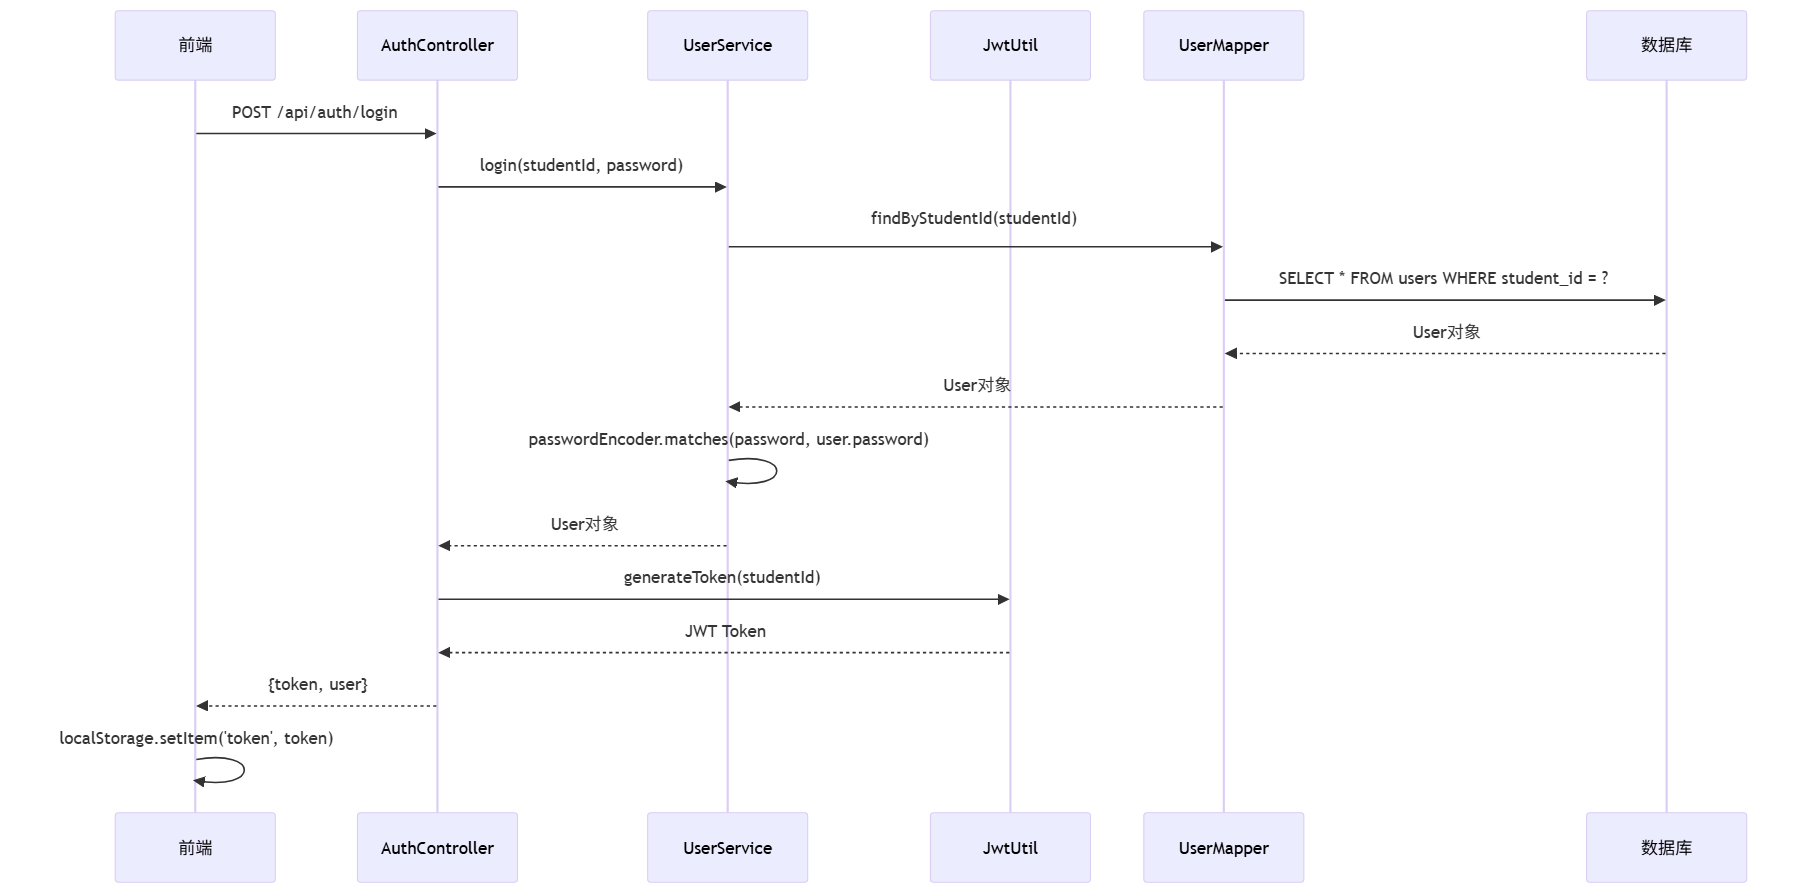 前端
AuthController
UserService
JwtUtil
UserMapper
数据库
POST /api/auth/login
login(studentId, password)
findByStudentId(studentId)
SELECT * FROM users WHERE student_id = ?
User对象
User对象
passwordEncoder.matches(password, user.password)
User对象
generateToken(studentId)
JWT Token
{token, user}
localStorage.setItem('token', token)
前端
AuthController
UserService
JwtUtil
UserMapper
数据库